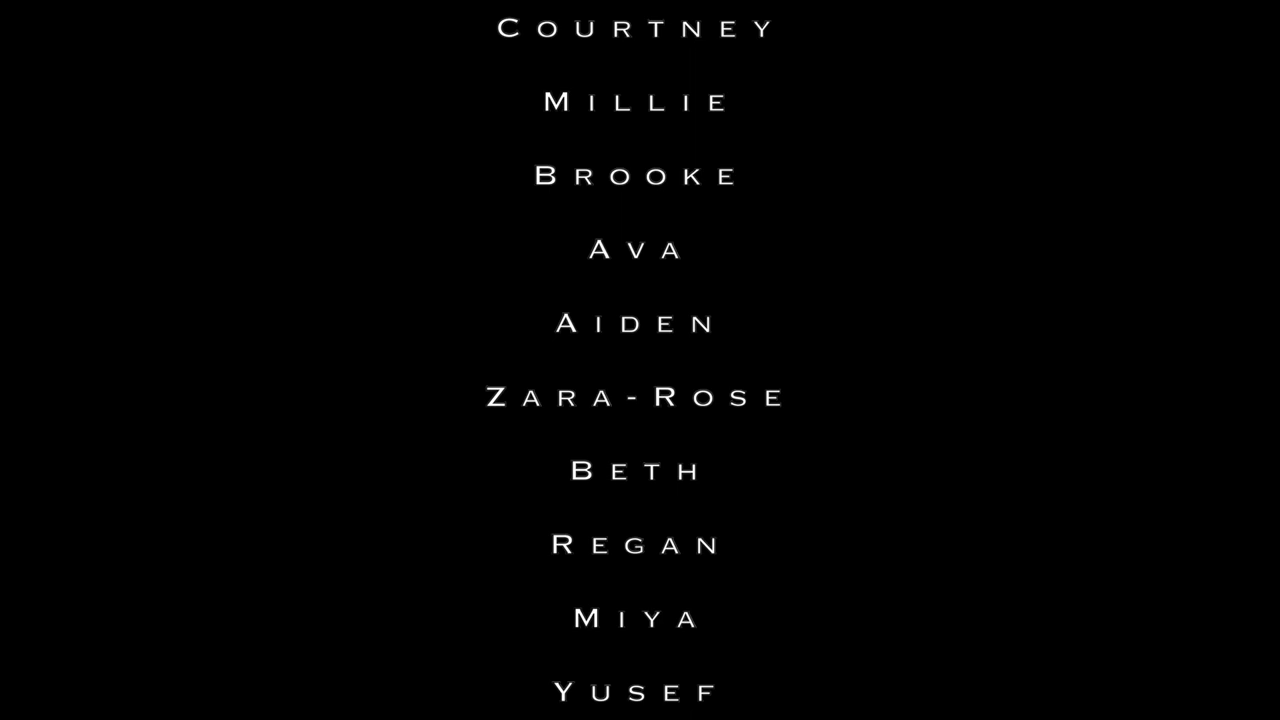 Courtney
Millie
Brooke
Ava
Aiden
Zara-Rose
Beth
Regan
Miya
Yusef